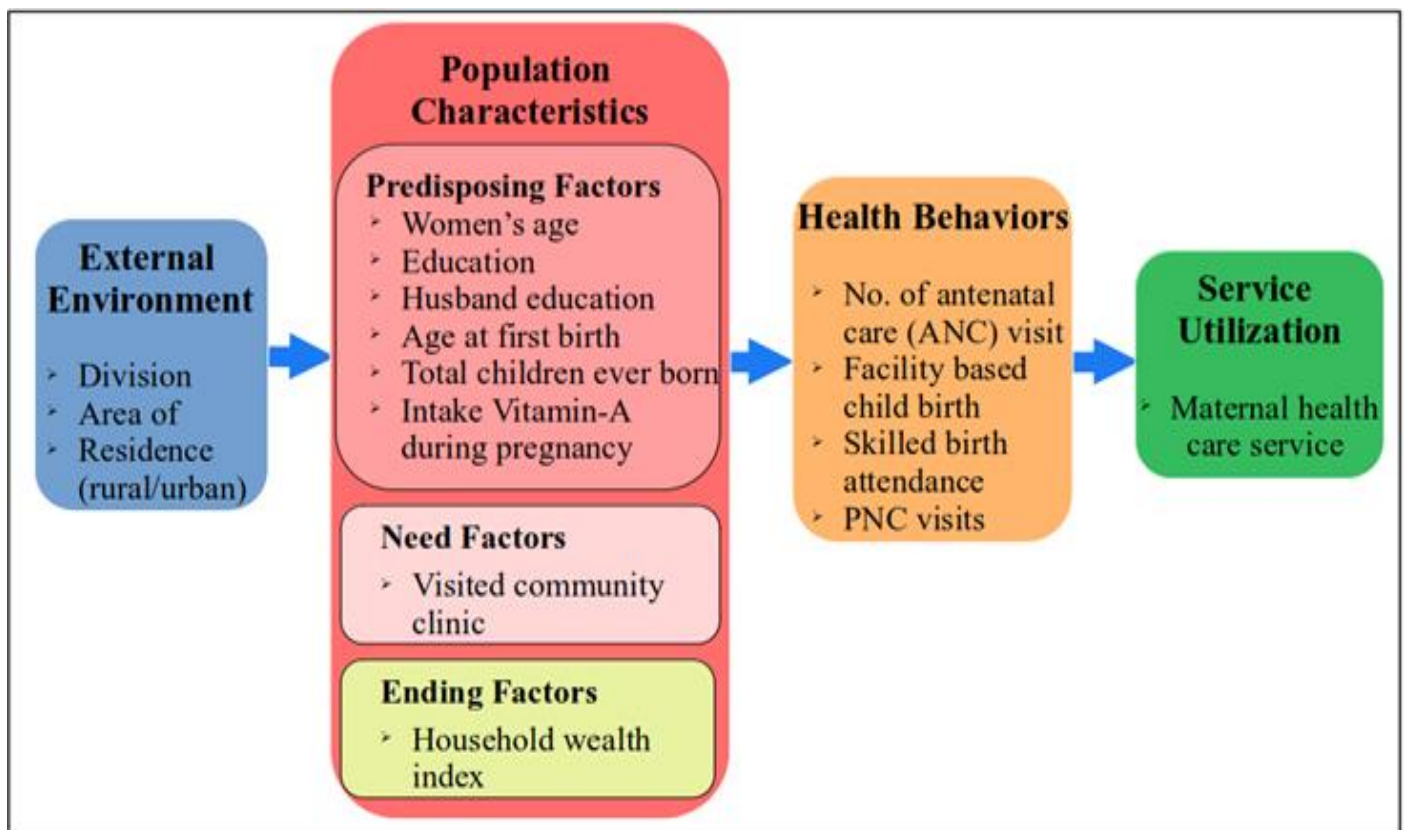 External
Environment
➢ Division
➢ Area of
➢ Residence
(rural/urban)
Population
Characteristics
Predisposing Factors
➢ Women’s age
➢ Education
➢ Husband education
➢ Age at first birth
➢ Total children ever born
➢ Intake Vitamin-A
during pregnancy
Need Factors
➢ Visited community
clinic
Ending Factors
➢ Household wealth
index
Health Behaviors
➢ No. of antenatal
care (ANC) visit
➢ Facility based
child birth
➢ Skilled birth
attendance
➢ PNC visits
Service
Utilization
➢ Maternal health
care service